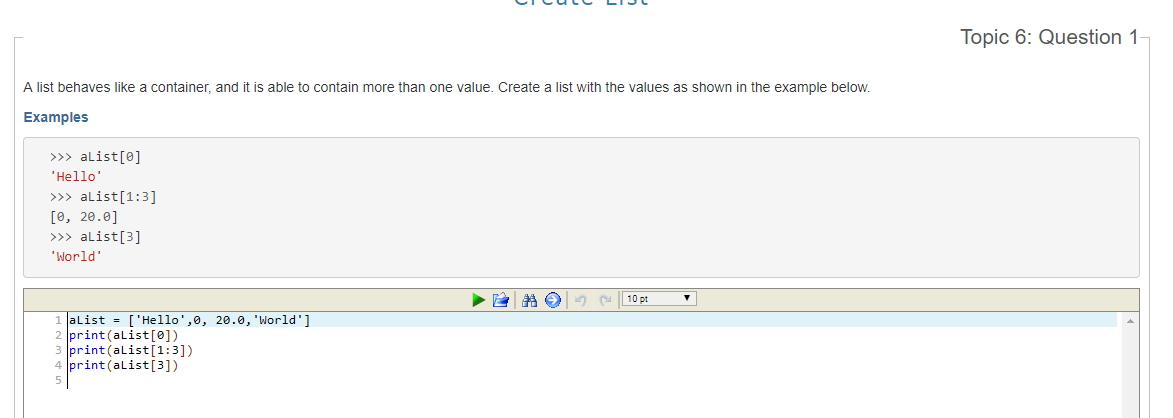 Create List
Topic 6: Question 1
A list behaves like a container, and it is able to contain more than one value. Create a list with the values as shown in the example below.
Examples
>>> aList[0]
'Hello'
>>> aList[1:3]
[0, 20.0]
>>> aList[3]
'World'
10 pt
1 aList = ['Hello',0, 20.0,'World']
2 print(aList[0])
3 print(aList[1:3])
4 print(aList[3])
5